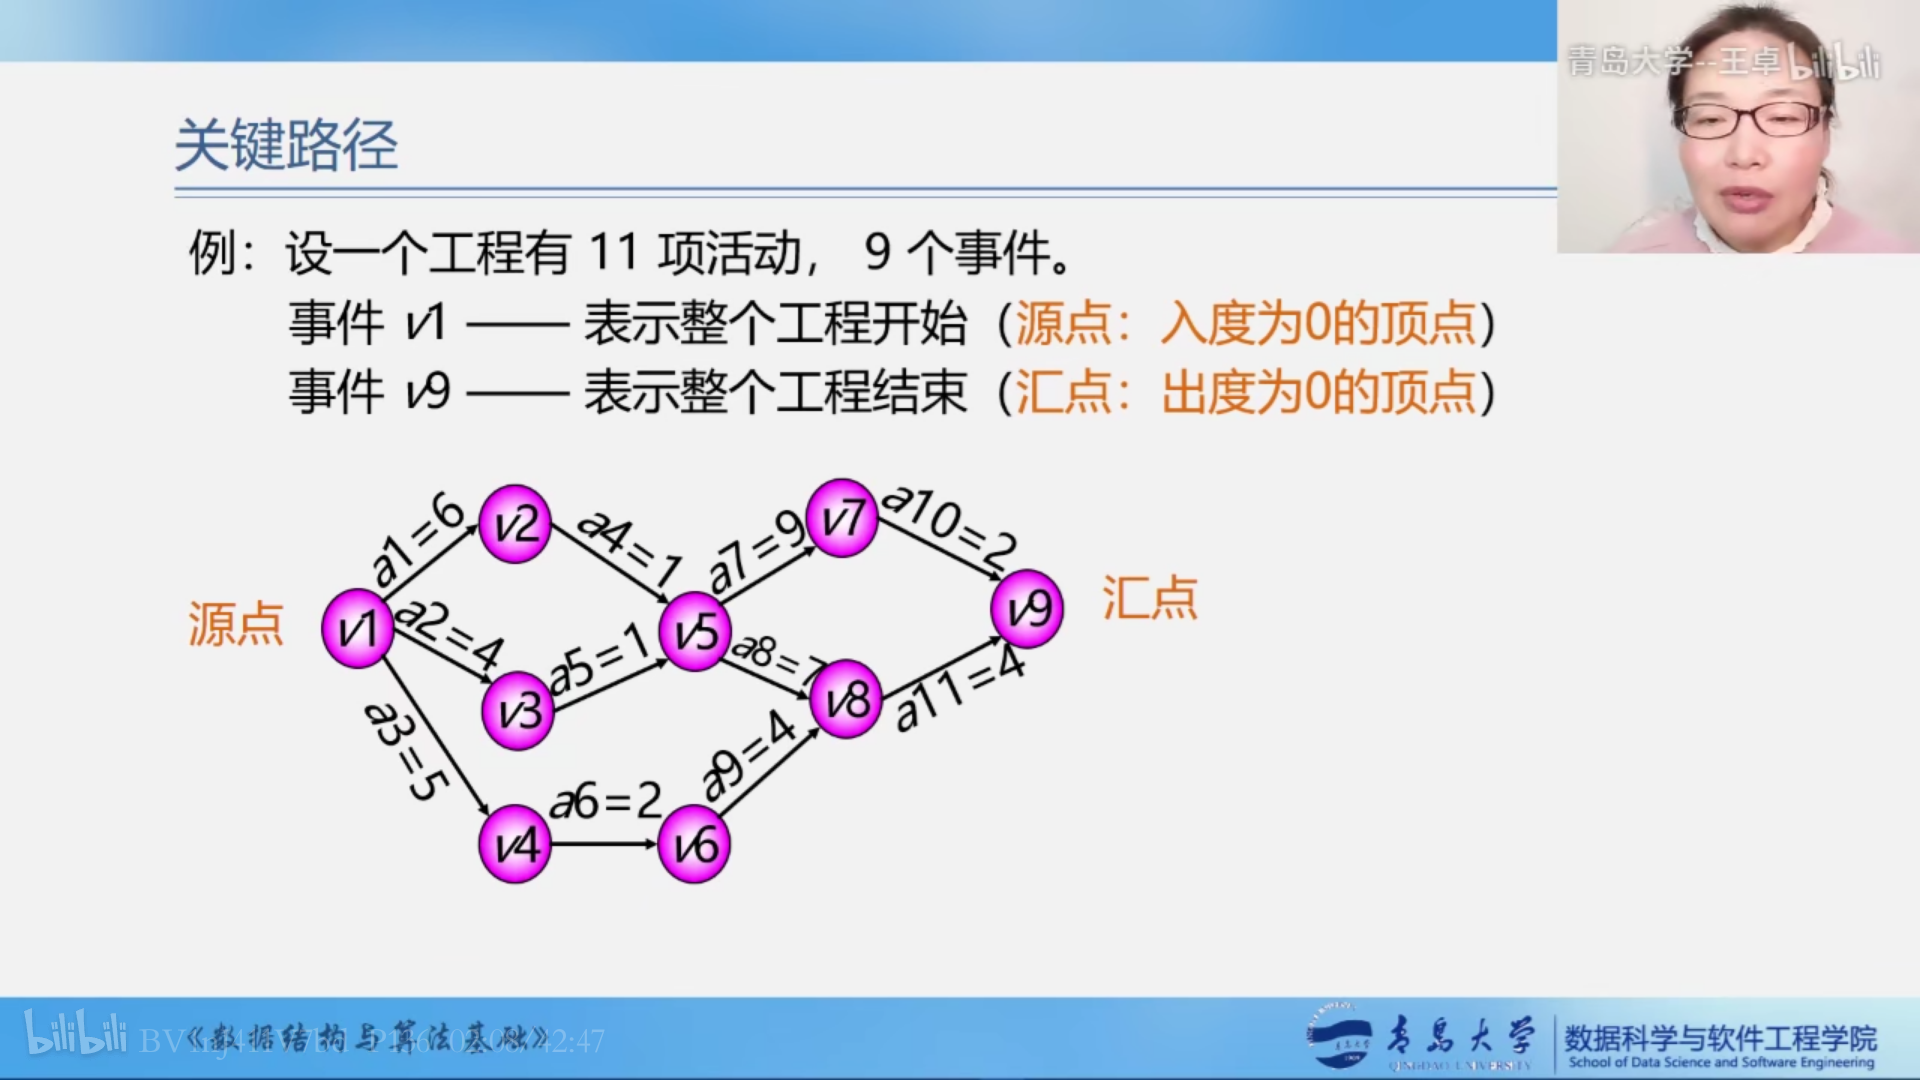 青岛大学--王卓 bilibili
关键路径
例：设一个工程有 11 项活动， 9 个事件。
事件 v1 —— 表示整个工程开始（源点：入度为0的顶点）
事件 v9 —— 表示整个工程结束（汇点：出度为0的顶点）
a1=6
v2
a4=1
a7=9
v7
a10=2
源点
v1
a2=4
a5=1
v5
a8=7
v9
汇点
v3
v8
a11=4
a3=5
a6=2
a9=4
v4
v6
bilibili
《数据结构与算法基础》
青岛大学
QINGDAO UNIVERSITY
数据科学与软件工程学院
School of Data Science and Software Engineering